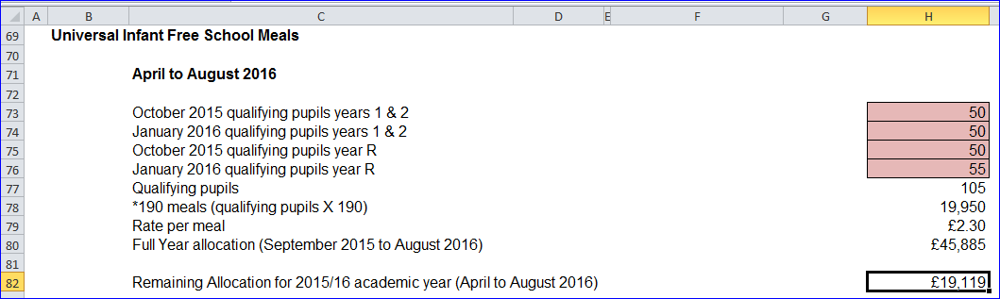 A B C D E F G H
69 Universal Infant Free School Meals
70
71 April to August 2016
72
73 October 2015 qualifying pupils years 1 & 2 50
74 January 2016 qualifying pupils years 1 & 2 50
75 October 2015 qualifying pupils year R 50
76 January 2016 qualifying pupils year R 55
77 Qualifying pupils 105
78 *190 meals (qualifying pupils X 190) 19,950
79 Rate per meal £2.30
80 Full Year allocation (September 2015 to August 2016) £45,885
81
82 Remaining Allocation for 2015/16 academic year (April to August 2016) £19,119